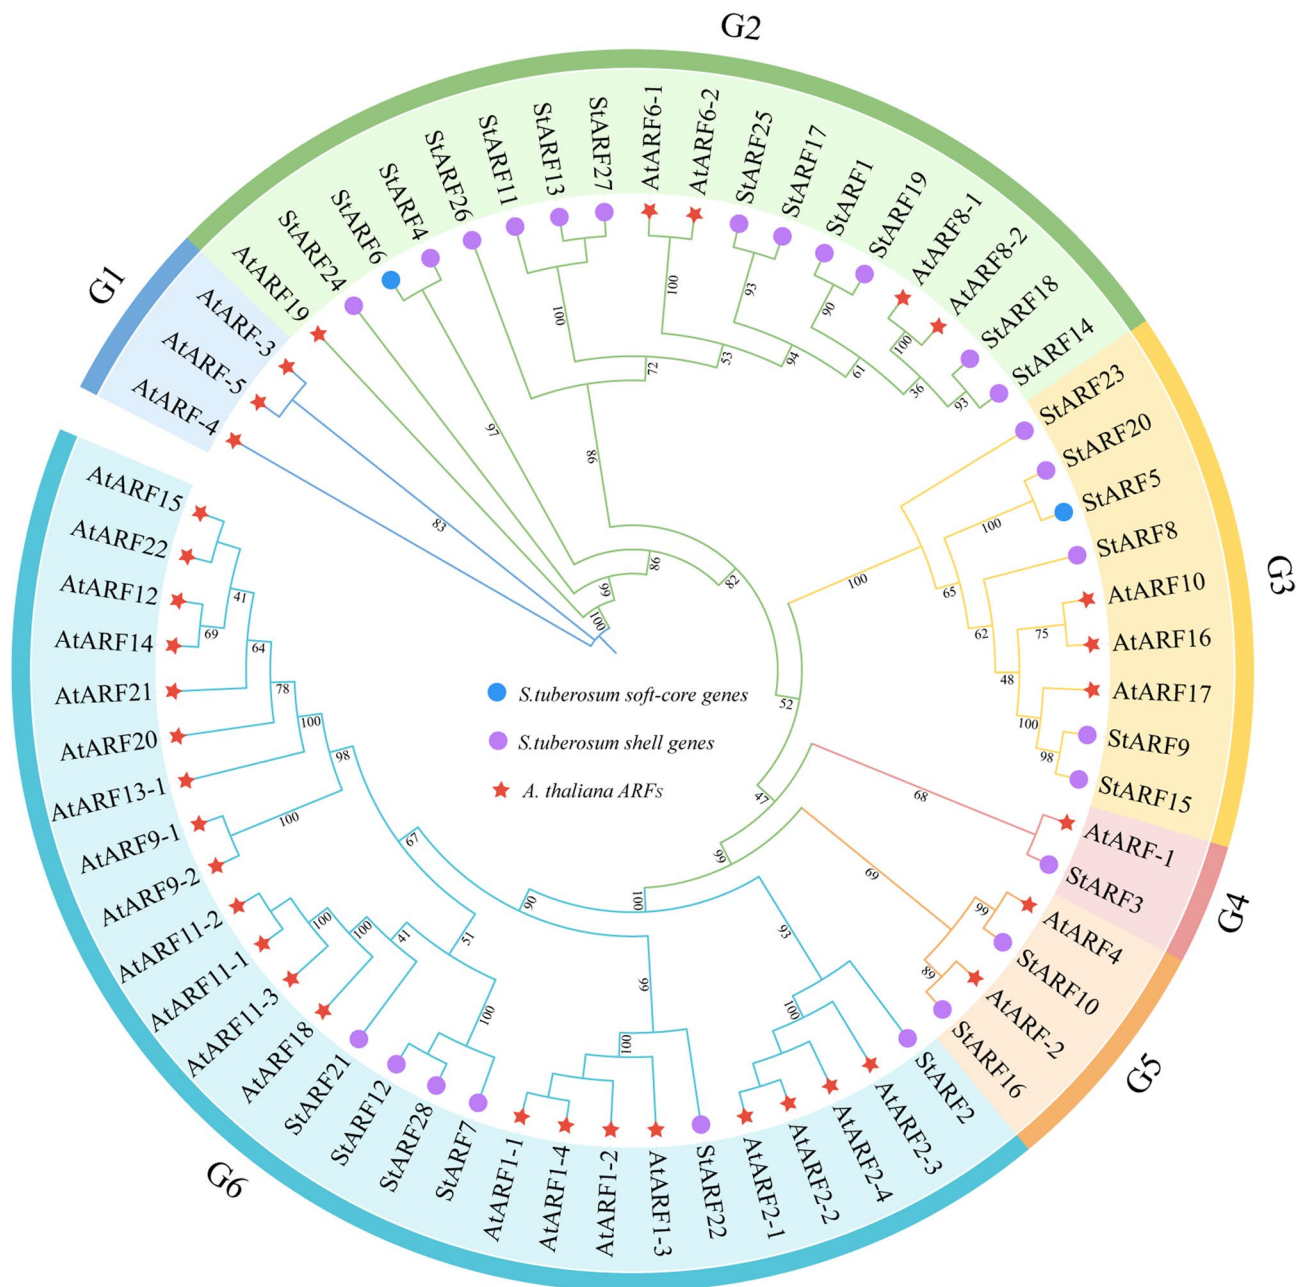 G1
G2
G3
G4
G5
G6
AtARF-4
AtARF-5
AtARF-3
AtARF19
StARF24
StARF6
StARF4
StARF26
StARF11
StARF13
StARF27
AtARF6-1
AtARF6-2
StARF25
StARF17
StARF1
StARF19
AtARF8-1
AtARF8-2
StARF18
StARF14
StARF23
StARF20
StARF5
StARF8
AtARF10
AtARF16
AtARF17
StARF9
StARF15
AtARF-1
StARF3
AtARF4
StARF10
AtARF-2
StARF16
StARF2
AtARF2-3
AtARF2-4
AtARF2-2
AtARF2-1
StARF22
AtARF1-3
AtARF1-2
AtARF1-4
AtARF1-1
StARF7
StARF28
StARF12
StARF21
AtARF18
AtARF11-3
AtARF11-1
AtARF11-2
AtARF9-2
AtARF9-1
AtARF13-1
AtARF20
AtARF21
AtARF14
AtARF12
AtARF22
AtARF15
83
97
98
100
72
100
53
93
94
90
61
100
36
93
100
99
98
82
52
100
100
65
62
75
48
100
98
47
68
99
69
99
89
100
93
100
90
99
100
67
51
100
41
100
100
98
100
100
78
64
41
69
S.tuberosum soft-core genes
S.tuberosum shell genes
A. thaliana ARFs